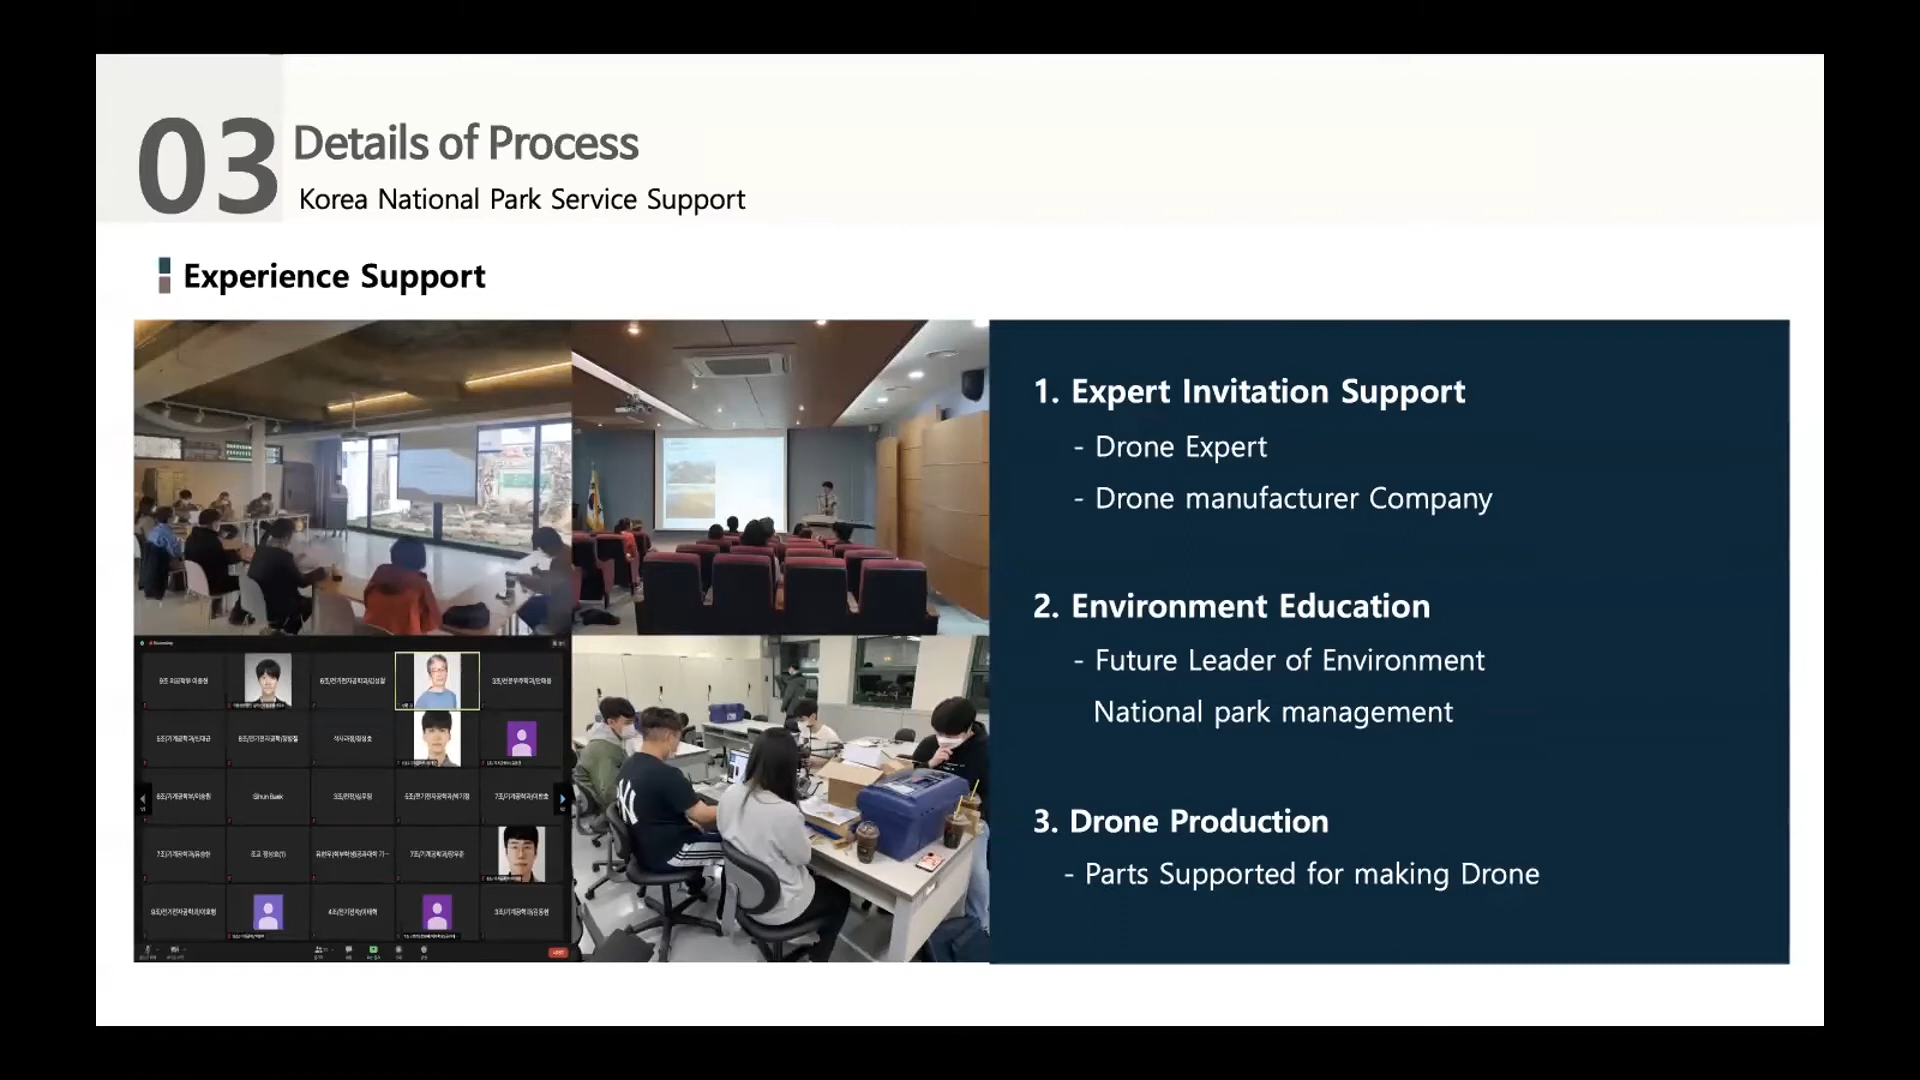 03
Details of Process
Korea National Park Service Support
Experience Support
1. Expert Invitation Support
- Drone Expert
- Drone manufacturer Company
2. Environment Education
- Future Leader of Environment
National park management
3. Drone Production
- Parts Supported for making Drone
Sihun Baek